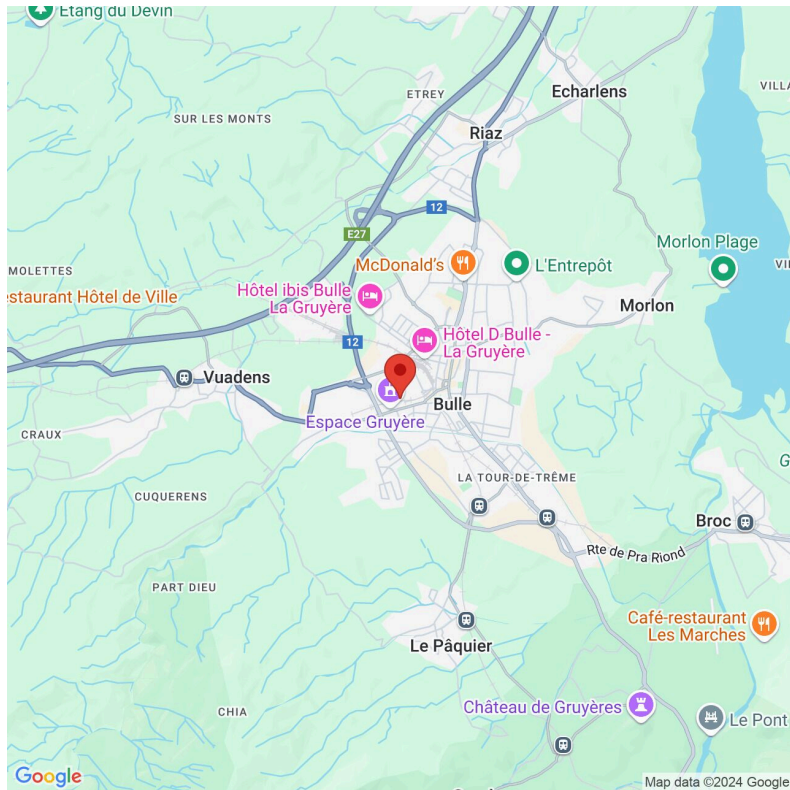 Etang du Devin
ETREY
Echarlens
SUR LES MONTS
Riaz
12
E27
Morlon Plage
McDonald's
L'Entrepôt
MOLETTES
Hôtel ibis Bulle
La Gruyère
Hôtel de Ville
Morlon
12
Hôtel D Bulle -
La Gruyère
Vuadens
Bulle
Espace Gruyère
CRAUX
LA TOUR-DE-TRÊME
CUQUERENS
Broc
Rte de Pra Riond
PART DIEU
Café-restaurant
Les Marches
Le Pâquier
Château de Gruyères
CHIA
Le Pont
Google
Map data ©2024 Google